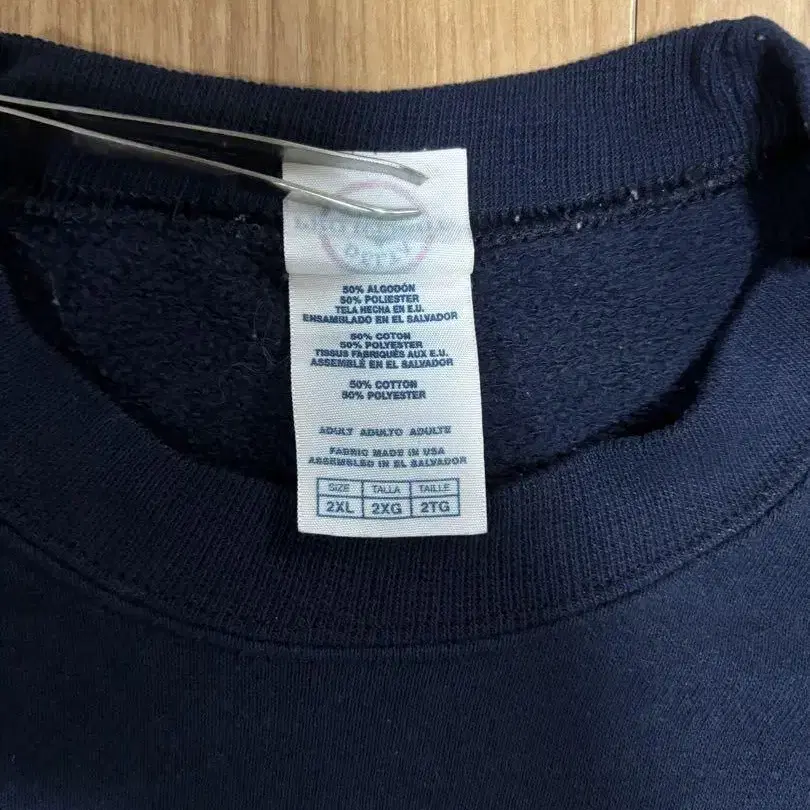 50% ALGODÓN
50% POLIESTER
TELA HECHA EN E.U.
ENSAMBLADO EN EL SALVADOR
50% COTON
50% POLYESTER
TISSUS FABRIQUÉS AUX E.U.
ASSEMBLÉ EN EL SALVADOR
50% COTTON
50% POLYESTER
ADULT ADULTO ADULTE
FABRIC MADE IN USA
ASSEMBLED IN EL SALVADOR
SIZE TALLA TAILLE
2XL 2XG 2TG